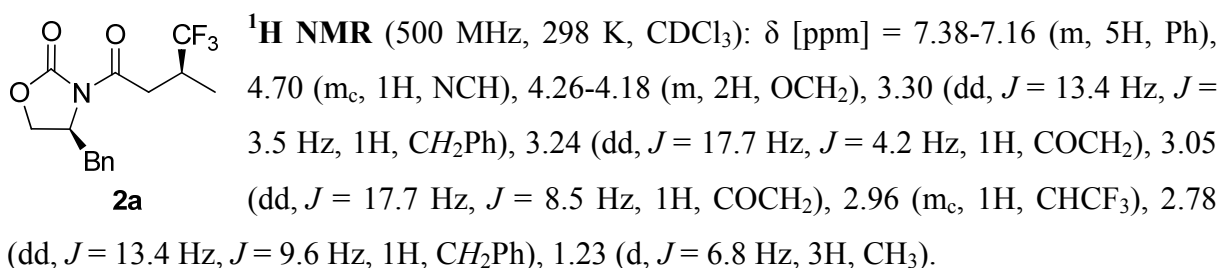 O O CF₃
O N
Bn
2a
¹H NMR (500 MHz, 298 K, CDCl₃): δ [ppm] = 7.38-7.16 (m, 5H, Ph),
4.70 (m꜀, 1H, NCH), 4.26-4.18 (m, 2H, OCH₂), 3.30 (dd, J = 13.4 Hz, J =
3.5 Hz, 1H, CH₂Ph), 3.24 (dd, J = 17.7 Hz, J = 4.2 Hz, 1H, COCH₂), 3.05
(dd, J = 17.7 Hz, J = 8.5 Hz, 1H, COCH₂), 2.96 (m꜀, 1H, CHCF₃), 2.78
(dd, J = 13.4 Hz, J = 9.6 Hz, 1H, CH₂Ph), 1.23 (d, J = 6.8 Hz, 3H, CH₃).